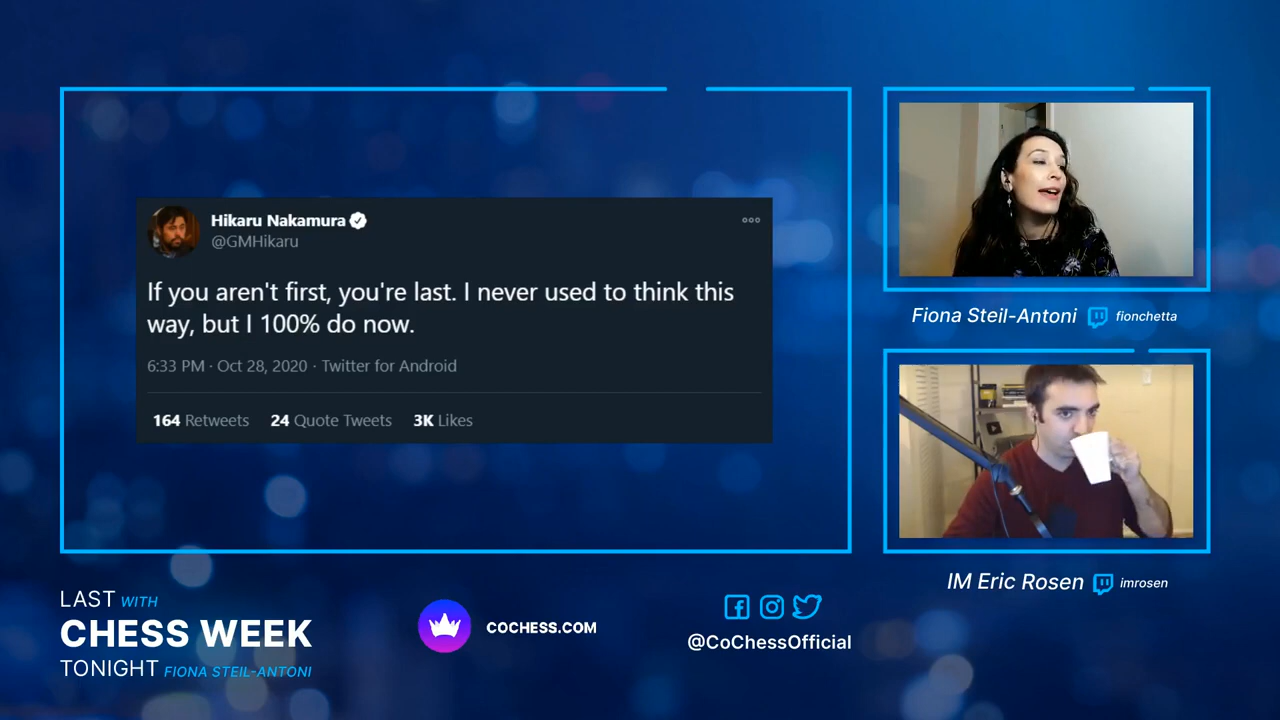 Hikaru Nakamura
@GMHikaru
If you aren't first, you're last. I never used to think this
way, but I 100% do now.
6:33 PM · Oct 28, 2020 · Twitter for Android
164 Retweets 24 Quote Tweets 3K Likes
Fiona Steil-Antoni fionchetta
IM Eric Rosen imrosen
LAST WITH
CHESS WEEK
TONIGHT FIONA STEIL-ANTONI
COCHESS.COM
@CoChessOfficial